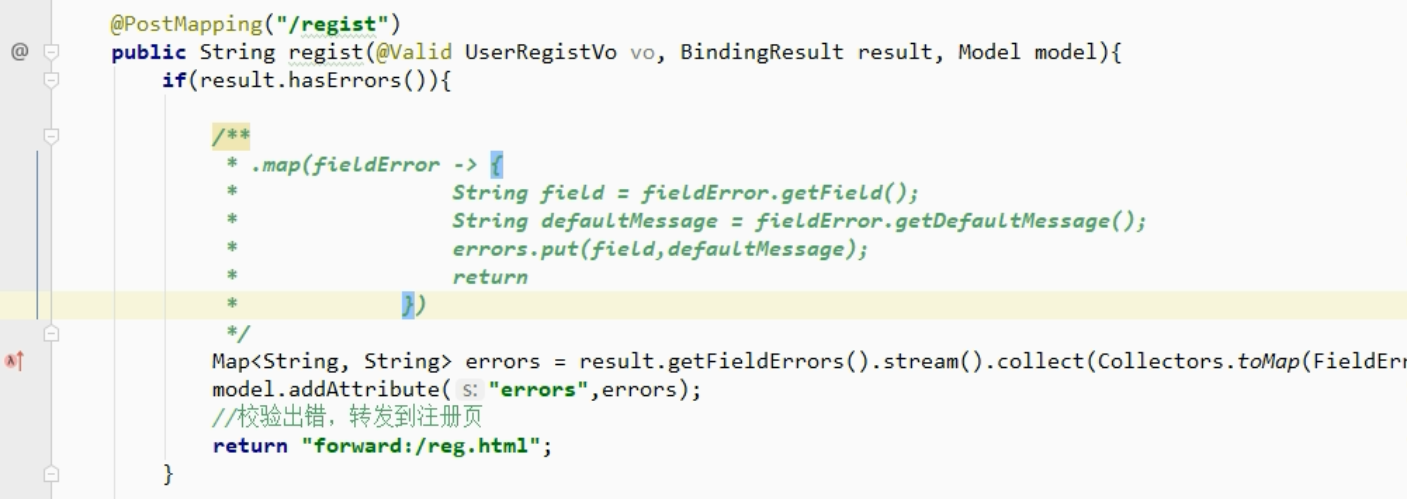 @PostMapping("/regist")
@ public String regist(@Valid UserRegistVo vo, BindingResult result, Model model){
if(result.hasErrors()){
/**
* .map(fieldError -> {
* String field = fieldError.getField();
* String defaultMessage = fieldError.getDefaultMessage();
* errors.put(field,defaultMessage);
* return
* })
*/
Map<String, String> errors = result.getFieldErrors().stream().collect(Collectors.toMap(FieldErr
model.addAttribute( s: "errors",errors);
//校验出错，转发到注册页
return "forward:/reg.html";
}